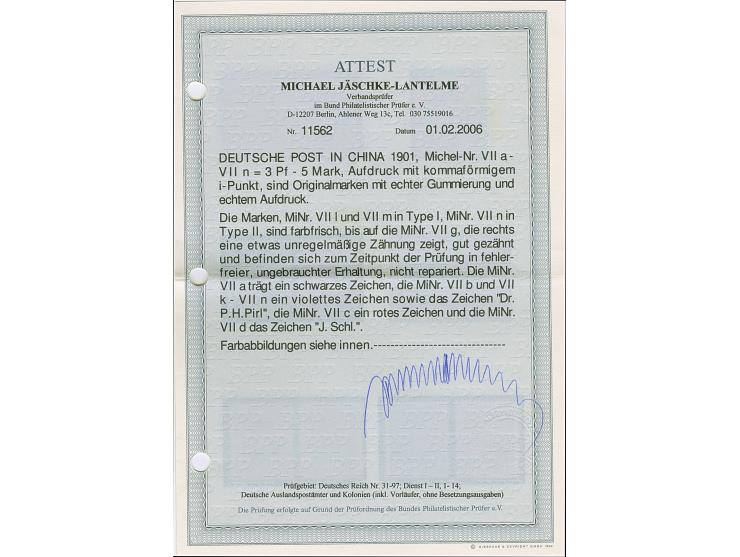 ATTEST
MICHAEL JÄSCHKE-LANTELME
Verbandsprüfer
im Bund Philatelistischer Prüfer e. V.
D-12207 Berlin, Ahlener Weg 13c, Tel. 030 75519016
Nr. 11562 Datum 01.02.2006
DEUTSCHE POST IN CHINA 1901, Michel-Nr. VII a-
VII n = 3 Pf - 5 Mark, Aufdruck mit kommaförmigem
i-Punkt, sind Originalmarken mit echter Gummierung und
echtem Aufdruck.
Die Marken, MiNr. VII l und VII m in Type I, MiNr. VII n in
Type II, sind farbfrisch, bis auf die MiNr. VII g, die rechts
eine etwas unregelmäßige Zähnung zeigt, gut gezähnt
und befinden sich zum Zeitpunkt der Prüfung in fehler-
freier, ungebrauchter Erhaltung, nicht repariert. Die MiNr.
VII a trägt ein schwarzes Zeichen, die MiNr. VII b und VII
k - VII n ein violettes Zeichen sowie das Zeichen "Dr.
P.H.Pirl", die MiNr. VII c ein rotes Zeichen und die MiNr.
VII d das Zeichen "J. Schl.".
Farbabbildungen siehe innen.-------------------------------
Prüfgebiet: Deutsches Reich Nr. 31-97; Dienst I – II, 1- 14;
Deutsche Auslandspostämter und Kolonien (inkl. Vorläufer, ohne Besetzungsausgaben)
Die Prüfung erfolgte auf Grund der Prüfordnung des Bundes Philatelistischer Prüfer e.V.